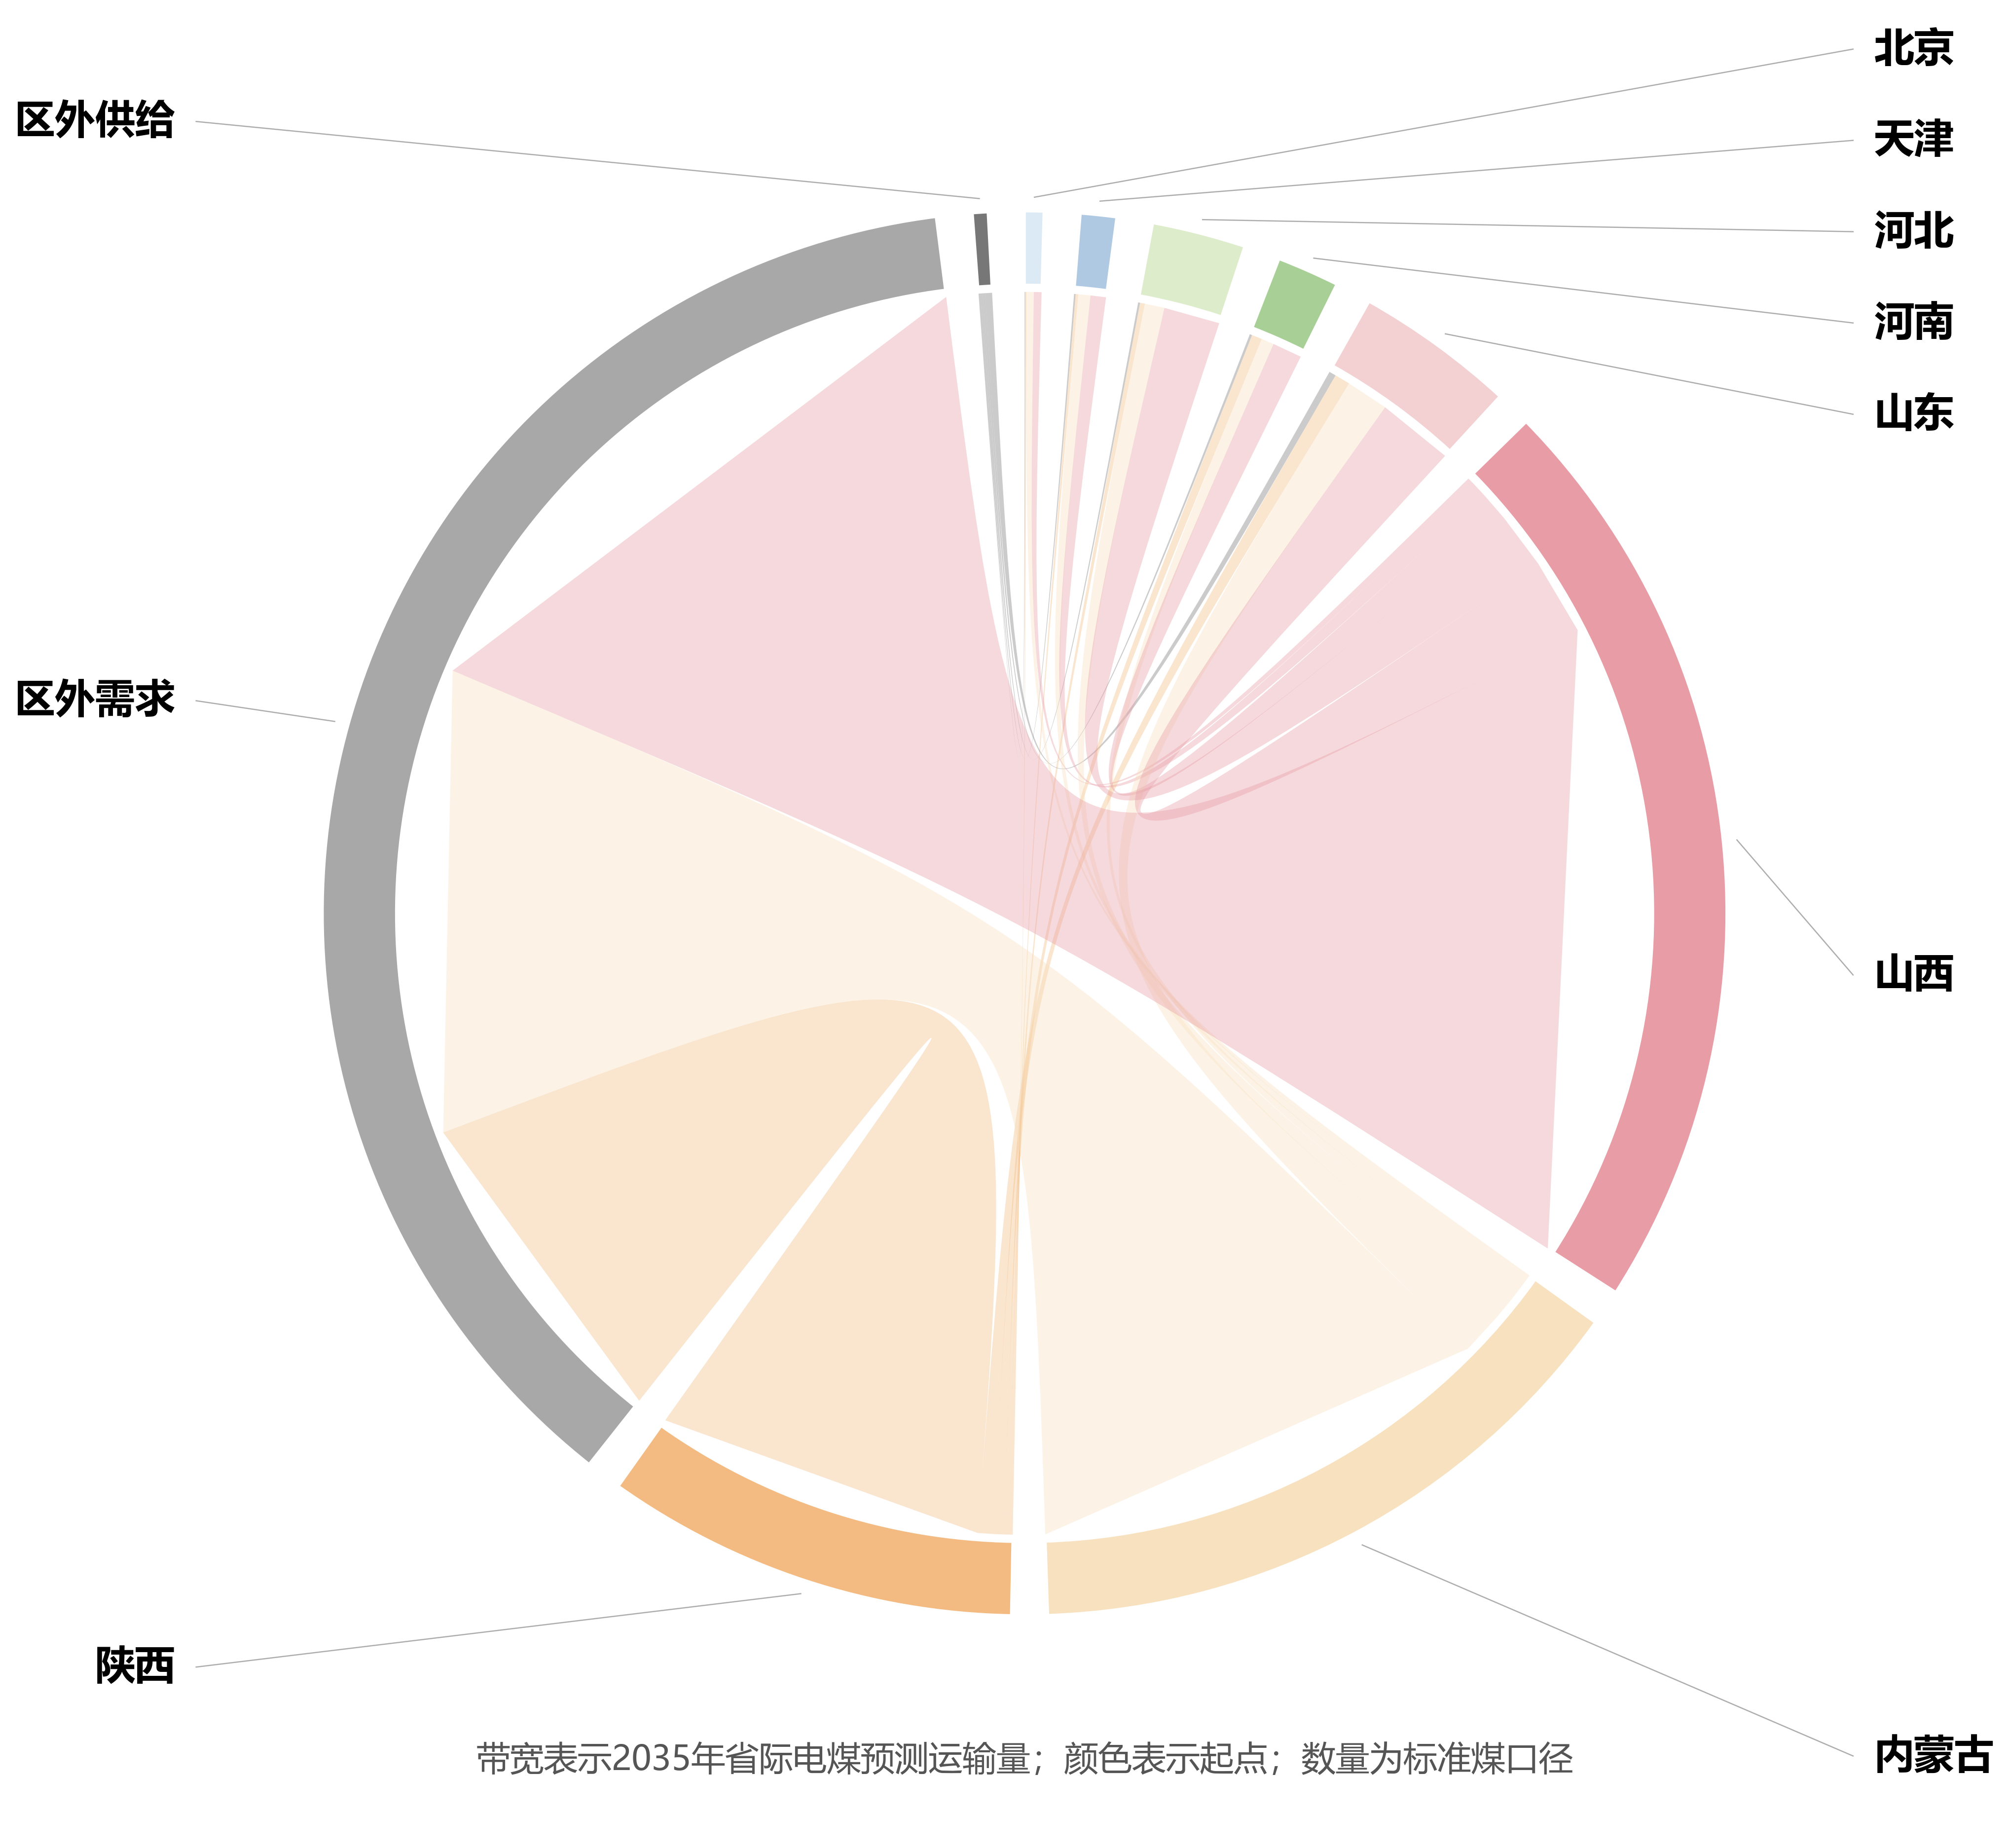 北京
区外供给
天津
河北
河南
山东
区外需求
山西
陕西
内蒙古
带宽表示2035年省际电煤预测运输量；颜色表示起点；数量为标准煤口径